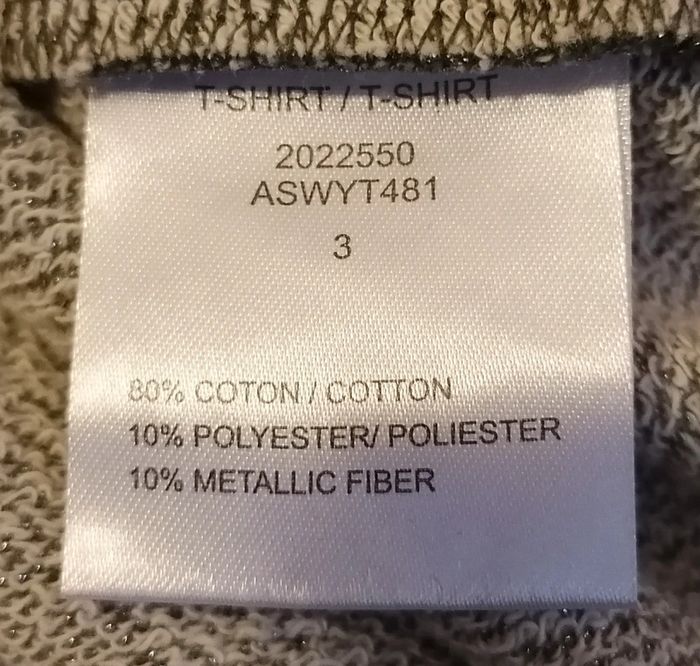 T-SHIRT / T-SHIRT
2022550
ASWYT481
3
80% COTON / COTTON
10% POLYESTER/ POLIESTER
10% METALLIC FIBER